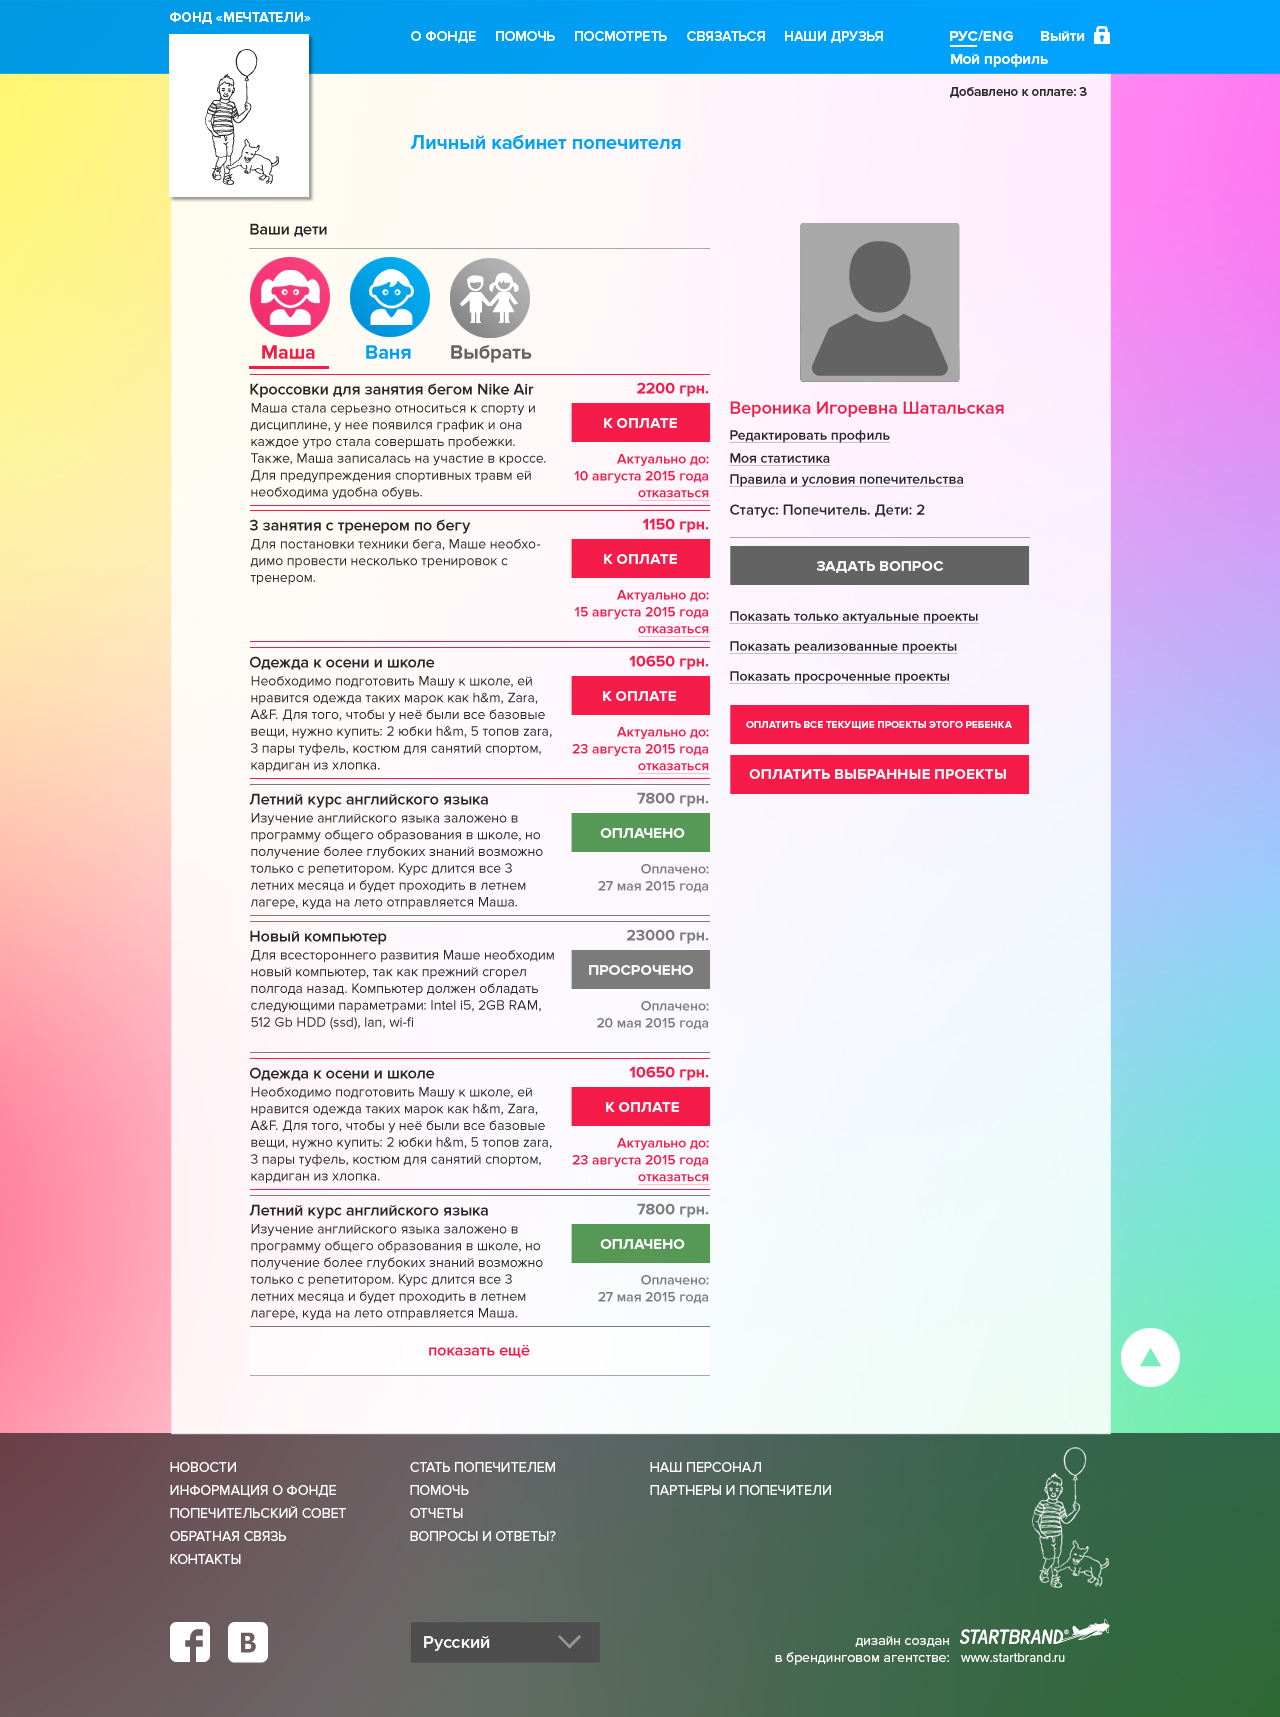 ФОНД «МЕЧТАТЕЛИ»
О ФОНДЕ ПОМОЧЬ ПОСМОТРЕТЬ СВЯЗАТЬСЯ НАШИ ДРУЗЬЯ
РУС/ENG Выйти
Мой профиль
Добавлено к оплате: 3
Личный кабинет попечителя
Ваши дети
Маша Ваня Выбрать
Кроссовки для занятия бегом Nike Air
Маша стала серьезно относиться к спорту и
дисциплине, у нее появился график и она
каждое утро стала совершать пробежки.
Также, Маша записалась на участие в кроссе.
Для предупреждения спортивных травм ей
необходима удобна обувь.
2200 грн.
К ОПЛАТЕ
Актуально до:
10 августа 2015 года
отказаться
3 занятия с тренером по бегу
Для постановки техники бега, Маше необхо-
димо провести несколько тренировок с
тренером.
1150 грн.
К ОПЛАТЕ
Актуально до:
15 августа 2015 года
отказаться
Одежда к осени и школе
Необходимо подготовить Машу к школе, ей
нравится одежда таких марок как h&m, Zara,
A&F. Для того, чтобы у неё были все базовые
вещи, нужно купить: 2 юбки h&m, 5 топов zara,
3 пары туфель, костюм для санятий спортом,
кардиган из хлопка.
10650 грн.
К ОПЛАТЕ
Актуально до:
23 августа 2015 года
отказаться
Летний курс английского языка
Изучение английского языка заложено в
программу общего образования в школе, но
получение более глубоких знаний возможно
только с репетитором. Курс длится все 3
летних месяца и будет проходить в летнем
лагере, куда на лето отправляется Маша.
7800 грн.
ОПЛАЧЕНО
Оплачено:
27 мая 2015 года
Новый компьютер
Для всестороннего развития Маше необходим
новый компьютер, так как прежний сгорел
полгода назад. Компьютер должен обладать
следующими параметрами: Intel i5, 2GB RAM,
512 Gb HDD (ssd), lan, wi-fi
23000 грн.
ПРОСРОЧЕНО
Оплачено:
20 мая 2015 года
Одежда к осени и школе
Необходимо подготовить Машу к школе, ей
нравится одежда таких марок как h&m, Zara,
A&F. Для того, чтобы у неё были все базовые
вещи, нужно купить: 2 юбки h&m, 5 топов zara,
3 пары туфель, костюм для санятий спортом,
кардиган из хлопка.
10650 грн.
К ОПЛАТЕ
Актуально до:
23 августа 2015 года
отказаться
Летний курс английского языка
Изучение английского языка заложено в
программу общего образования в школе, но
получение более глубоких знаний возможно
только с репетитором. Курс длится все 3
летних месяца и будет проходить в летнем
лагере, куда на лето отправляется Маша.
7800 грн.
ОПЛАЧЕНО
Оплачено:
27 мая 2015 года
показать ещё
Вероника Игоревна Шатальская
Редактировать профиль
Моя статистика
Правила и условия попечительства
Статус: Попечитель. Дети: 2
ЗАДАТЬ ВОПРОС
Показать только актуальные проекты
Показать реализованные проекты
Показать просроченные проекты
ОПЛАТИТЬ ВСЕ ТЕКУЩИЕ ПРОЕКТЫ ЭТОГО РЕБЕНКА
ОПЛАТИТЬ ВЫБРАННЫЕ ПРОЕКТЫ
НОВОСТИ
ИНФОРМАЦИЯ О ФОНДЕ
ПОПЕЧИТЕЛЬСКИЙ СОВЕТ
ОБРАТНАЯ СВЯЗЬ
КОНТАКТЫ
СТАТЬ ПОПЕЧИТЕЛЕМ
ПОМОЧЬ
ОТЧЕТЫ
ВОПРОСЫ И ОТВЕТЫ?
НАШ ПЕРСОНАЛ
ПАРТНЕРЫ И ПОПЕЧИТЕЛИ
f B
Русский
дизайн создан
в брендинговом агентстве:
STARTBRAND®
www.startbrand.ru